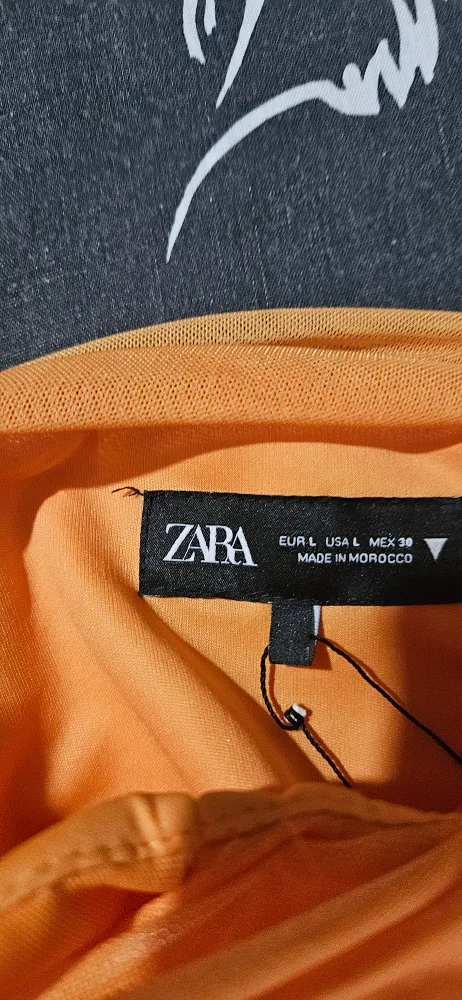 ZARA
EUR L USA L MEX 30
MADE IN MOROCCO